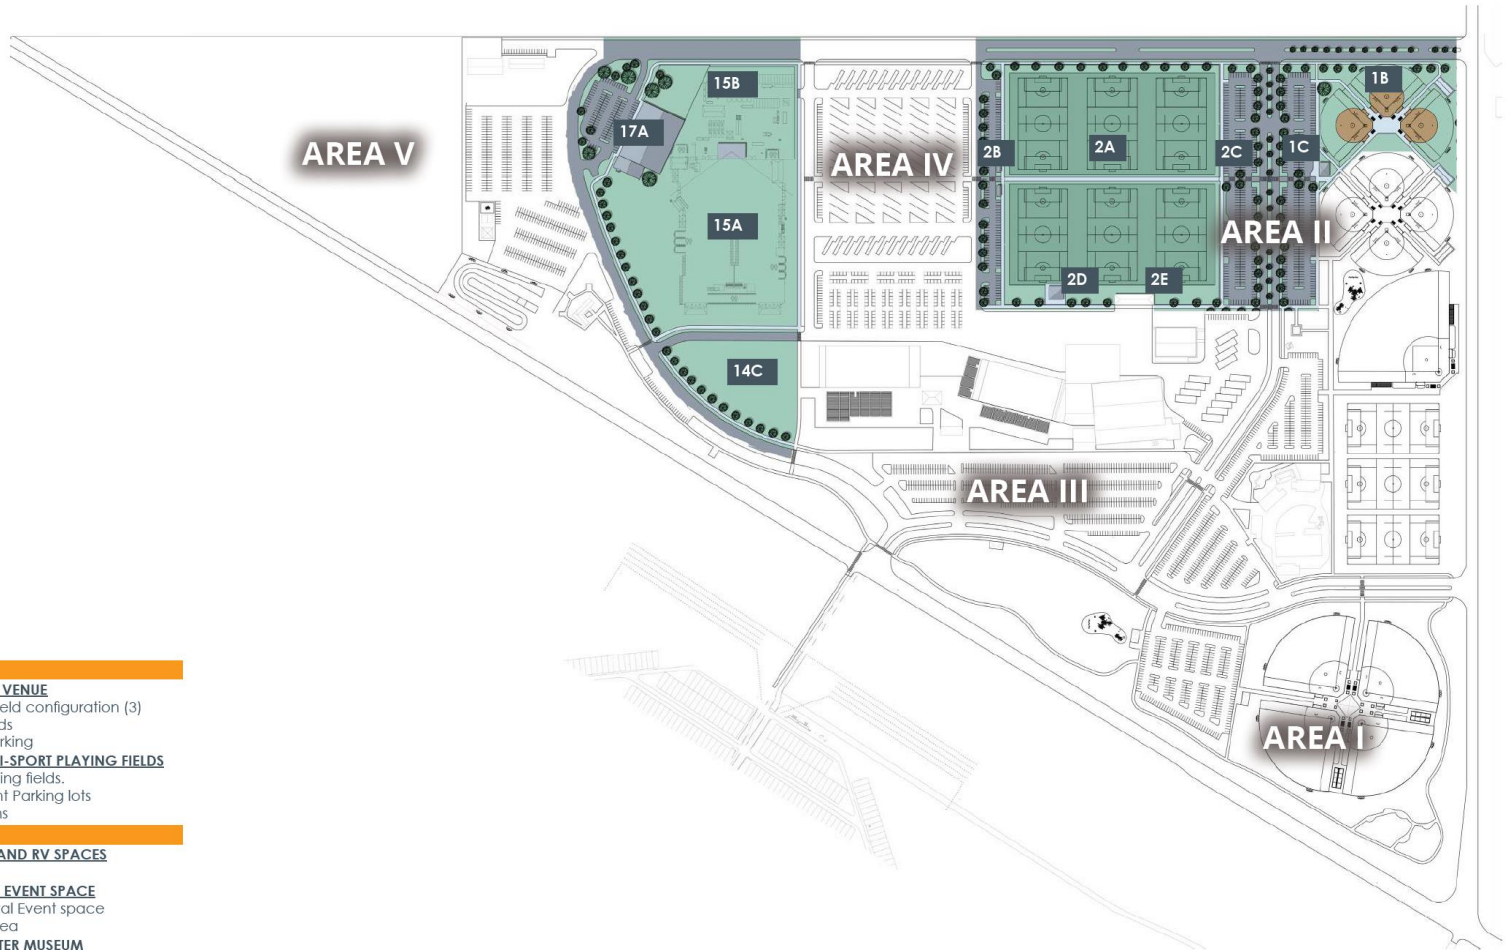 15B
1B
17A
AREA V
AREA IV
2B
2A
2C
1C
15A
AREA II
2D
2E
14C
AREA III
AREA I
VENUE
eld configuration (3)
ds
rking
I-SPORT PLAYING FIELDS
ing fields.
nt Parking lots
ns
AND RV SPACES
EVENT SPACE
al Event space
ea
TER MUSEUM